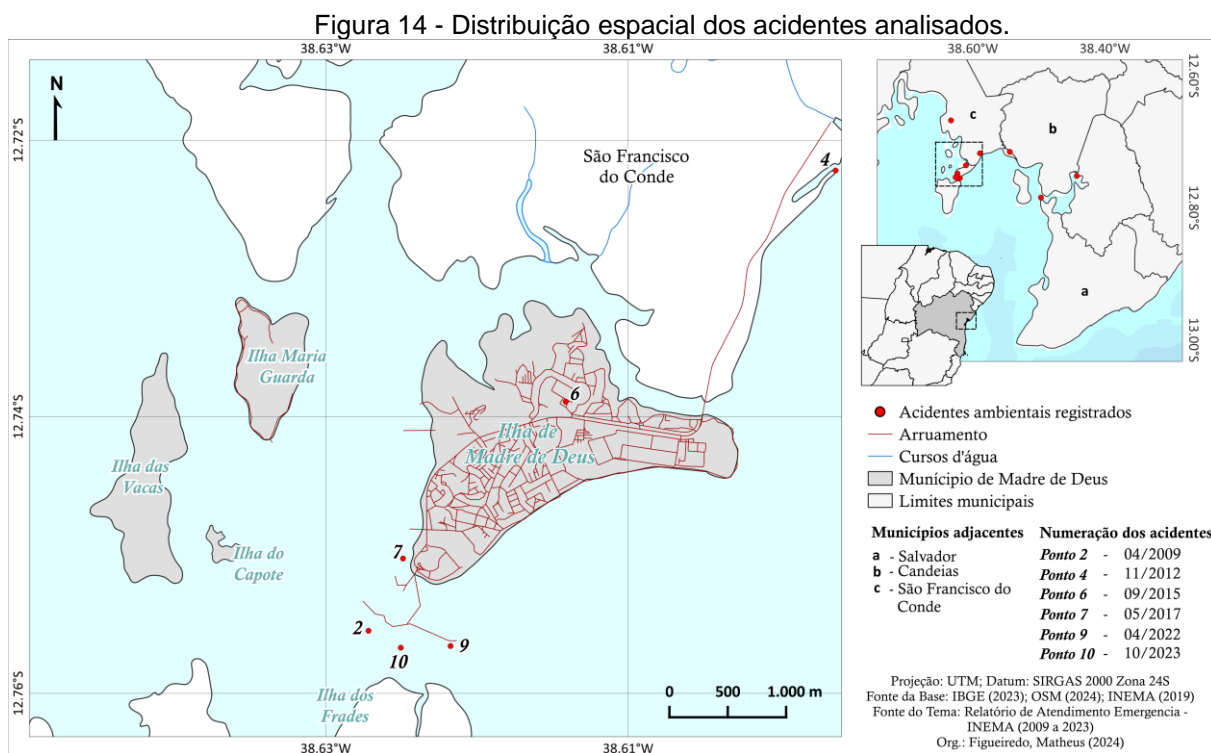 Figura 14 - Distribuição espacial dos acidentes analisados.
38.63°W
38.61°W
38.60°W
38.40°W
N
12.72°S
12.74°S
12.76°S
São Francisco
do Conde
4
Ilha Maria
Guarda
6
Ilha de
Madre de Deus
Ilha das
Vacas
Ilha do
Capote
7
2
10
9
Ilha dos
Frades
0 500 1.000 m
38.63°W
38.61°W
c
b
a
12.60°S
12.80°S
13.00°S
Acidentes ambientais registrados
Arruamento
Cursos d'água
Munícipio de Madre de Deus
Limites municipais
Municípios adjacentes
a - Salvador
b - Candeias
c - São Francisco do
Conde
Numeração dos acidentes
Ponto 2 - 04/2009
Ponto 4 - 11/2012
Ponto 6 - 09/2015
Ponto 7 - 05/2017
Ponto 9 - 04/2022
Ponto 10 - 10/2023
Projeção: UTM; Datum: SIRGAS 2000 Zona 24S
Fonte da Base: IBGE (2023); OSM (2024); INEMA (2019)
Fonte do Tema: Relatório de Atendimento Emergencia -
INEMA (2009 a 2023)
Org.: Figueiredo, Matheus (2024)